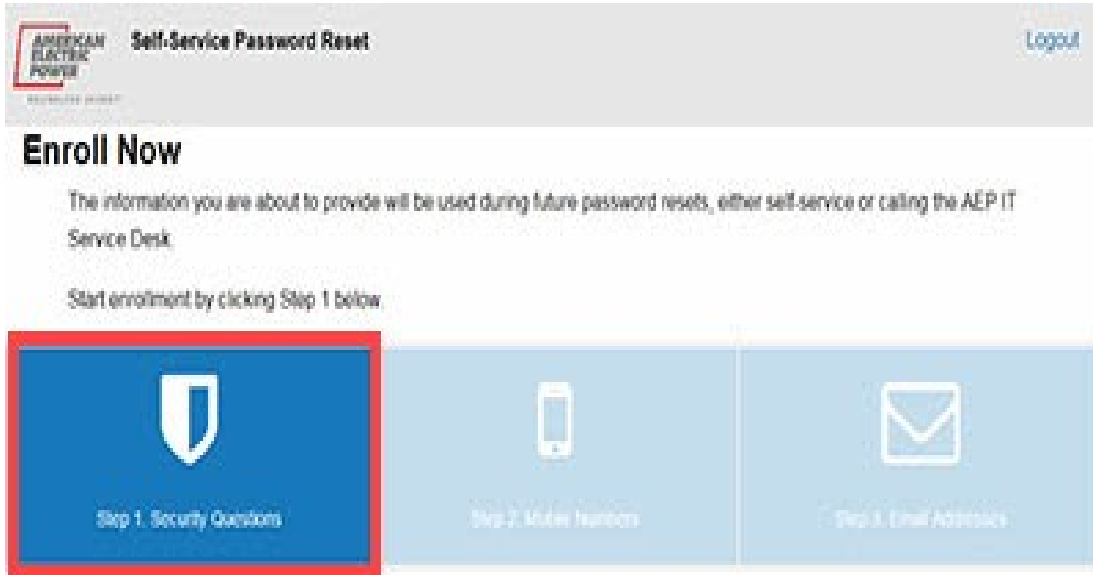 AMERICAN
ELECTRIC
POWER
Self-Service Password Reset
Logout
Enroll Now
The information you are about to provide will be used during future password resets, either self-service or calling the AEP IT
Service Desk
Start enrollment by clicking Step 1 below
Step 1. Security Questions
Step 2. Mobile Numbers
Step 3. Email Addresses